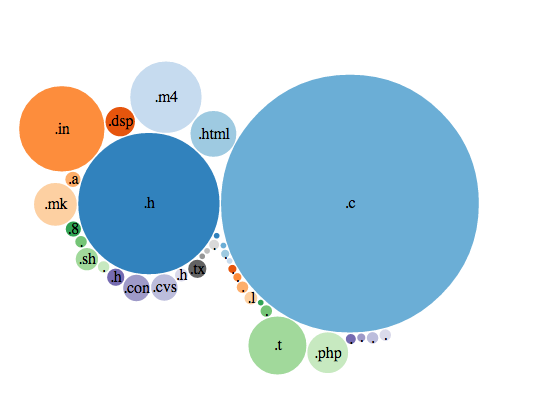 .m4
.in
.dsp
.html
.a
.mk
.h
.c
.8
.
.sh
.
.h
.con
.cvs
.h
.tx
.
.
.
.
.
.l
.
.t
.php
.
.
.
.